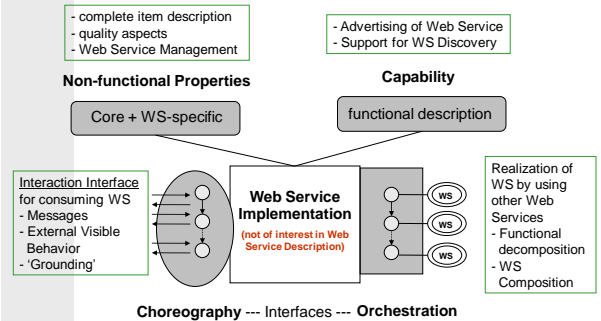 - complete item description
- quality aspects
- Web Service Management
- Advertising of Web Service
- Support for WS Discovery
Non-functional Properties
Capability
Core + WS-specific
functional description
Interaction Interface
for consuming WS
- Messages
- External Visible
Behavior
- ‘Grounding’
Web Service
Implementation
(not of interest in Web
Service Description)
WS
WS
WS
Realization of
WS by using
other Web
Services
- Functional
decomposition
- WS
Composition
Choreography --- Interfaces --- Orchestration